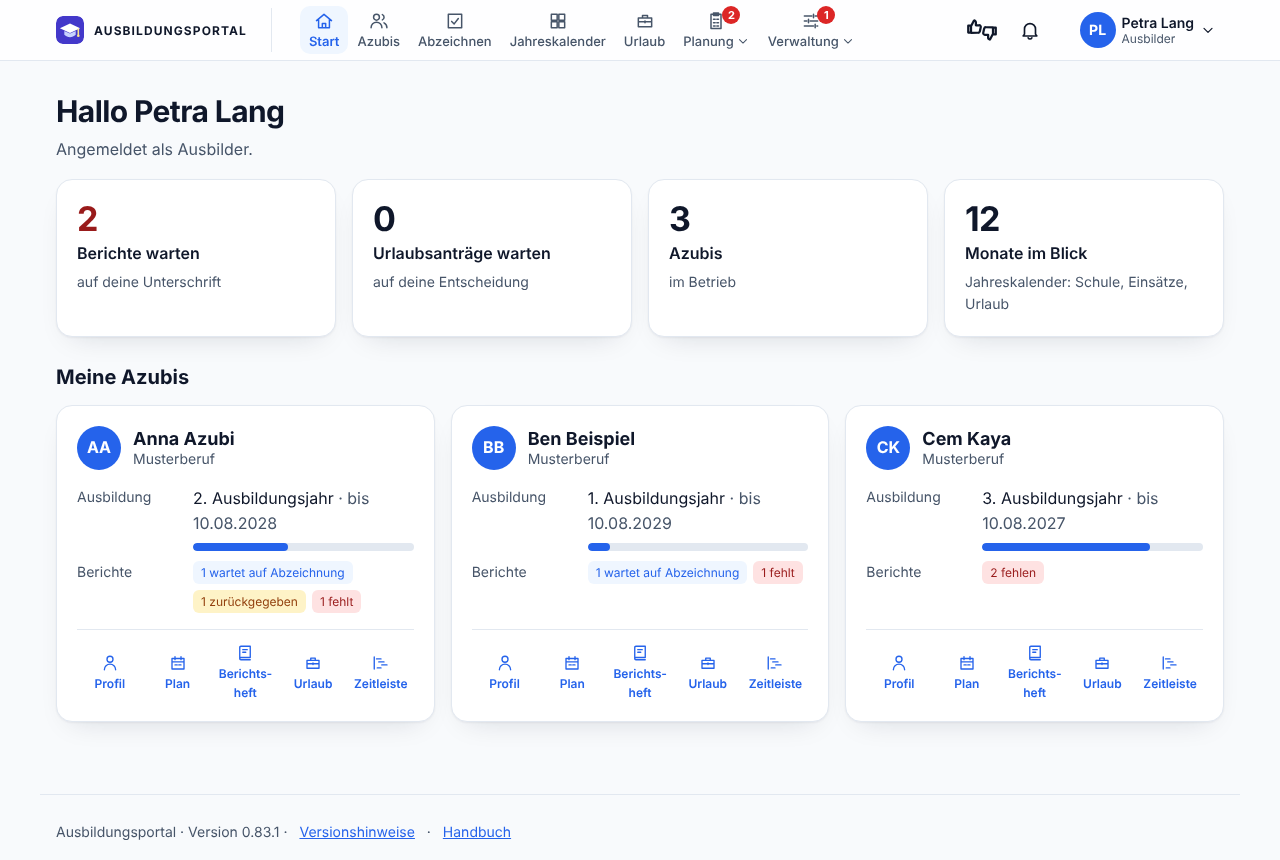 AUSBILDUNGSPORTAL
Start
Azubis
Abzeichnen
Jahreskalender
Urlaub
Planung
2
Verwaltung
1
PL
Petra Lang
Ausbilder
Hallo Petra Lang
Angemeldet als Ausbilder.
2
Berichte warten
auf deine Unterschrift
0
Urlaubsanträge warten
auf deine Entscheidung
3
Azubis
im Betrieb
12
Monate im Blick
Jahreskalender: Schule, Einsätze,
Urlaub
Meine Azubis
AA
Anna Azubi
Musterberuf
Ausbildung
2. Ausbildungsjahr · bis
10.08.2028
Berichte
1 wartet auf Abzeichnung
1 zurückgegeben
1 fehlt
Profil
Plan
Berichts-
heft
Urlaub
Zeitleiste
BB
Ben Beispiel
Musterberuf
Ausbildung
1. Ausbildungsjahr · bis
10.08.2029
Berichte
1 wartet auf Abzeichnung
1 fehlt
Profil
Plan
Berichts-
heft
Urlaub
Zeitleiste
CK
Cem Kaya
Musterberuf
Ausbildung
3. Ausbildungsjahr · bis
10.08.2027
Berichte
2 fehlen
Profil
Plan
Berichts-
heft
Urlaub
Zeitleiste
Ausbildungsportal · Version 0.83.1 · Versionshinweise · Handbuch